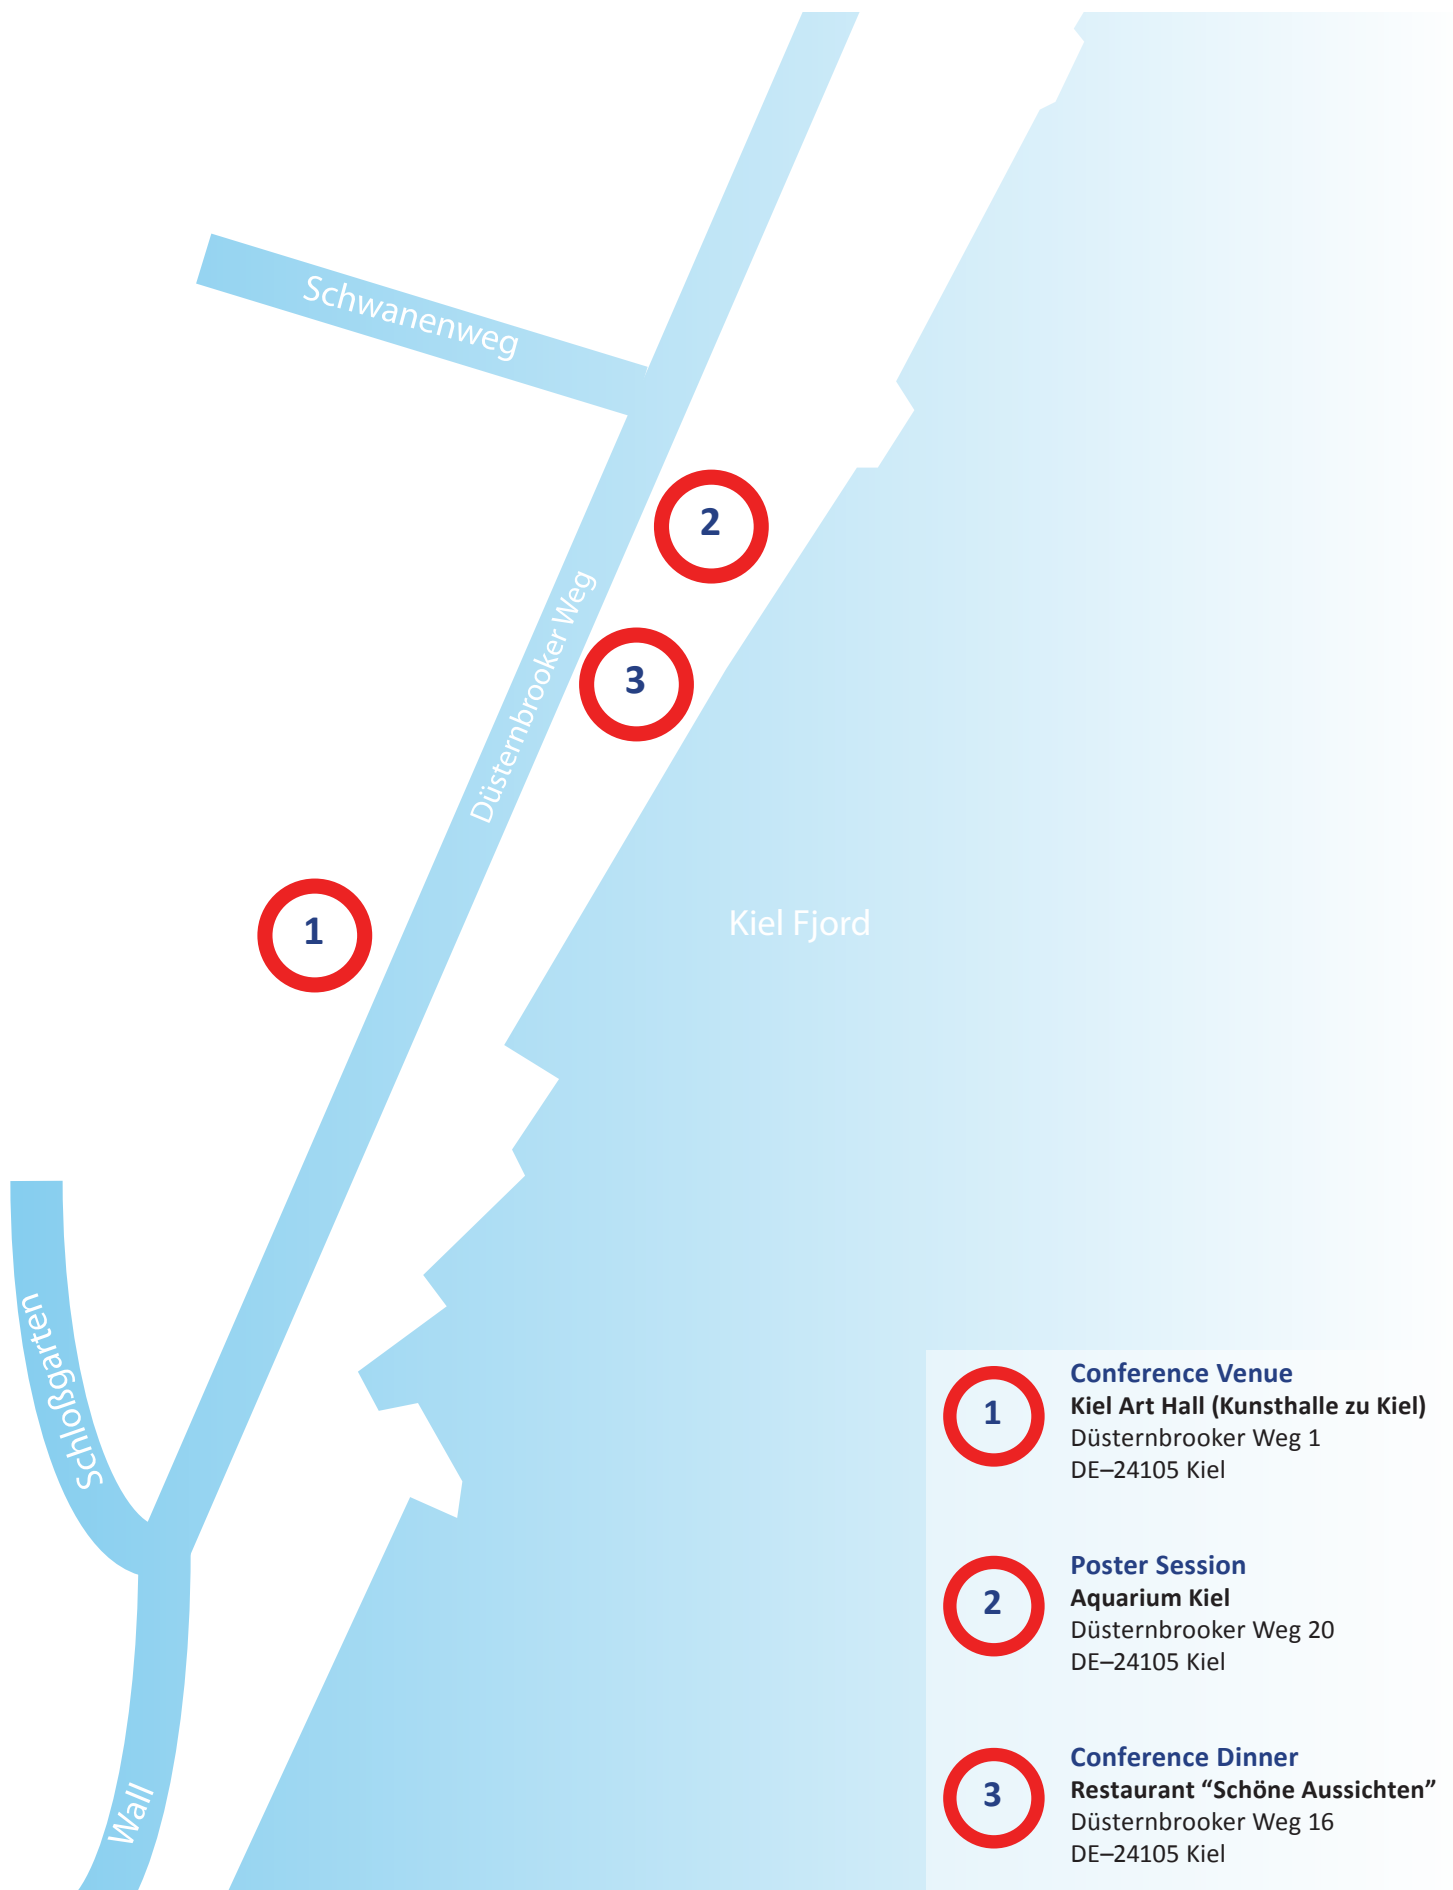 Schwanenweg
2
Düsternbrooker Weg
3
1
Kiel Fjord
Schloßgarten
Wall
1
Conference Venue
Kiel Art Hall (Kunsthalle zu Kiel)
Düsternbrooker Weg 1
DE–24105 Kiel
2
Poster Session
Aquarium Kiel
Düsternbrooker Weg 20
DE–24105 Kiel
3
Conference Dinner
Restaurant “Schöne Aussichten”
Düsternbrooker Weg 16
DE–24105 Kiel